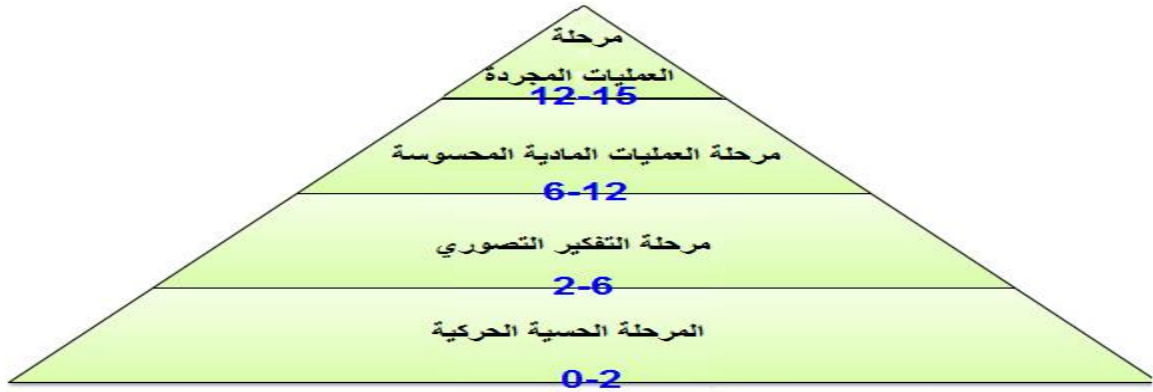 مرحلة
العمليات المجردة
12-15
مرحلة العمليات المادية المحسوسة
6-12
مرحلة التفكير التصوري
2-6
المرحلة الحسية الحركية
0-2